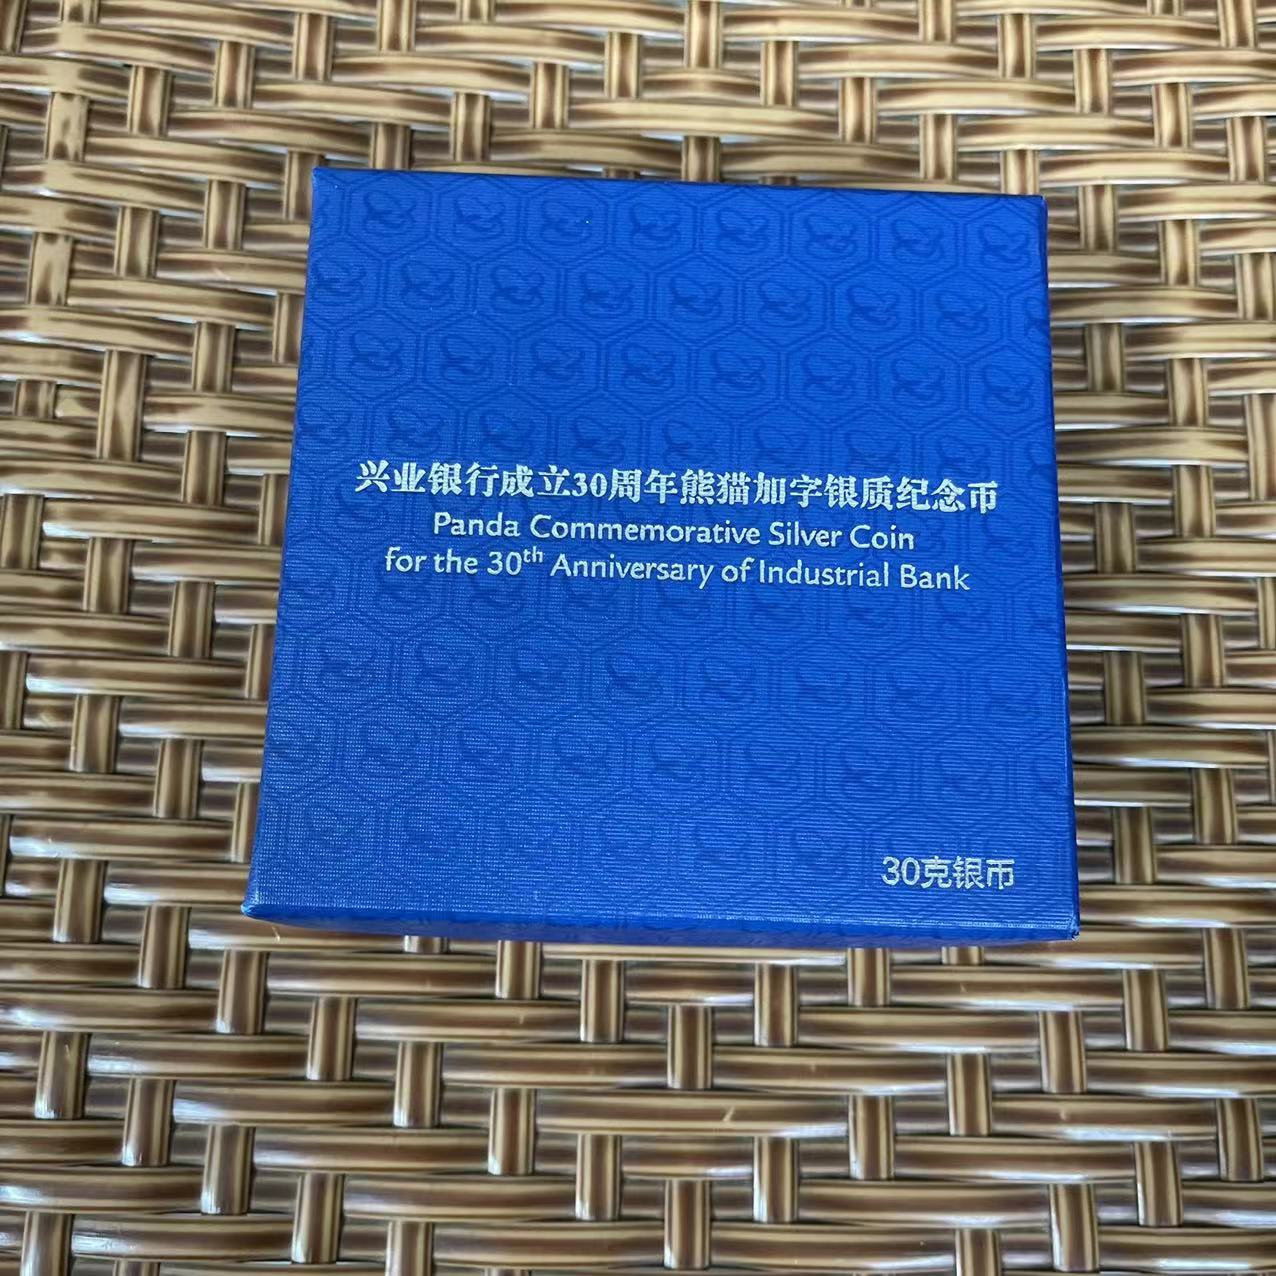 兴业银行成立30周年熊猫加字银质纪念币
Panda Commemorative Silver Coin
for the 30th Anniversary of Industrial Bank
30克银币